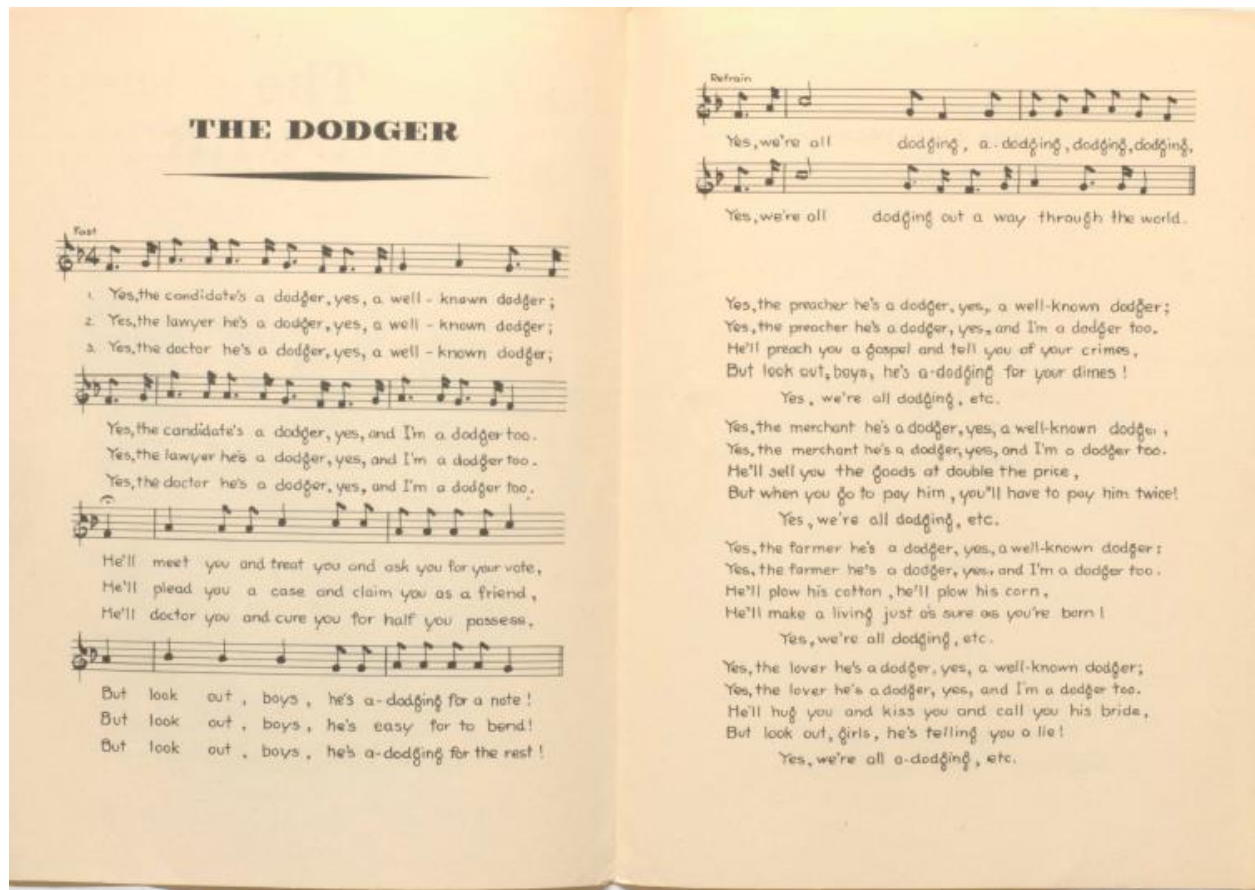 THE DODGER
Fast
4
1. Yes, the candidate's a dodger, yes, a well-known dodger;
2. Yes, the lawyer he's a dodger, yes, a well-known dodger;
3. Yes, the doctor he's a dodger, yes, a well-known dodger;
Yes, the candidate's a dodger, yes, and I'm a dodger too.
Yes, the lawyer he's a dodger, yes, and I'm a dodger too.
Yes, the doctor he's a dodger, yes, and I'm a dodger too.
He'll meet you and treat you and ask you for your vote,
He'll plead you a case and claim you as a friend,
He'll doctor you and cure you for half you possess,
But look out, boys, he's a-dodging for a note!
But look out, boys, he's easy for to bend!
But look out, boys, he's a-dodging for the rest!
Refrain
Yes, we're all dodging, a-dodging, dodging, dodging,
Yes, we're all dodging out a way through the world.
Yes, the preacher he's a dodger, yes, a well-known dodger;
Yes, the preacher he's a dodger, yes, and I'm a dodger too.
He'll preach you a gospel and tell you of your crimes,
But look out, boys, he's a-dodging for your dimes!
Yes, we're all dodging, etc.
Yes, the merchant he's a dodger, yes, a well-known dodger,
Yes, the merchant he's a dodger, yes, and I'm a dodger too.
He'll sell you the goods at double the price,
But when you go to pay him, you'll have to pay him twice!
Yes, we're all dodging, etc.
Yes, the farmer he's a dodger, yes, a well-known dodger;
Yes, the farmer he's a dodger, yes, and I'm a dodger too.
He'll plow his cotton, he'll plow his corn,
He'll make a living just as sure as you're born!
Yes, we're all dodging, etc.
Yes, the lover he's a dodger, yes, a well-known dodger;
Yes, the lover he's a dodger, yes, and I'm a dodger too.
He'll hug you and kiss you and call you his bride,
But look out, girls, he's telling you a lie!
Yes, we're all a-dodging, etc.